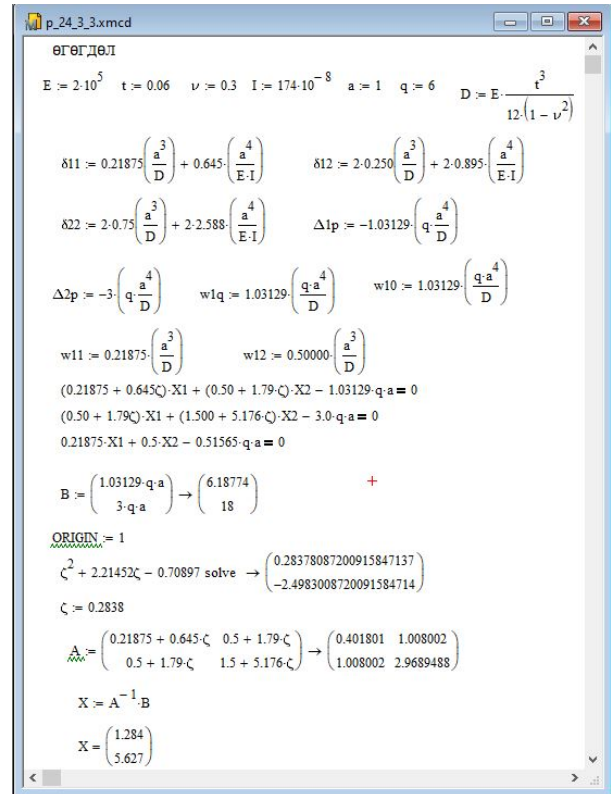 p_24_3_3.xmcd
өгөгдөл
E := 2·10^5 t := 0.06 ν := 0.3 I := 174·10^-8 a := 1 q := 6 D := E·t^3/(12·(1 − ν^2))
δ11 := 0.21875(a^3/D) + 0.645·(a^4/(E·I)) δ12 := 2·0.250(a^3/D) + 2·0.895·(a^4/(E·I))
δ22 := 2·0.75(a^3/D) + 2·2.588·(a^4/(E·I)) Δ1p := −1.03129·(q·a^4/D)
Δ2p := −3·(q·a^4/D) w1q := 1.03129·(q·a^4/D) w10 := 1.03129·(q·a^4/D)
w11 := 0.21875·(a^3/D) w12 := 0.50000·(a^3/D)
(0.21875 + 0.645ζ)·X1 + (0.50 + 1.79·ζ)·X2 − 1.03129·q·a = 0
(0.50 + 1.79ζ)·X1 + (1.500 + 5.176·ζ)·X2 − 3.0·q·a = 0
0.21875·X1 + 0.5·X2 − 0.51565·q·a = 0
B := (1.03129·q·a; 3·q·a) → (6.18774; 18)
ORIGIN := 1
ζ^2 + 2.21452ζ − 0.70897 solve → (0.28378087200915847137; −2.4983008720091584714)
ζ := 0.2838
A := (0.21875 + 0.645·ζ 0.5 + 1.79·ζ; 0.5 + 1.79·ζ 1.5 + 5.176·ζ) → (0.401801 1.008002; 1.008002 2.9689488)
X := A^−1·B
X = (1.284; 5.627)